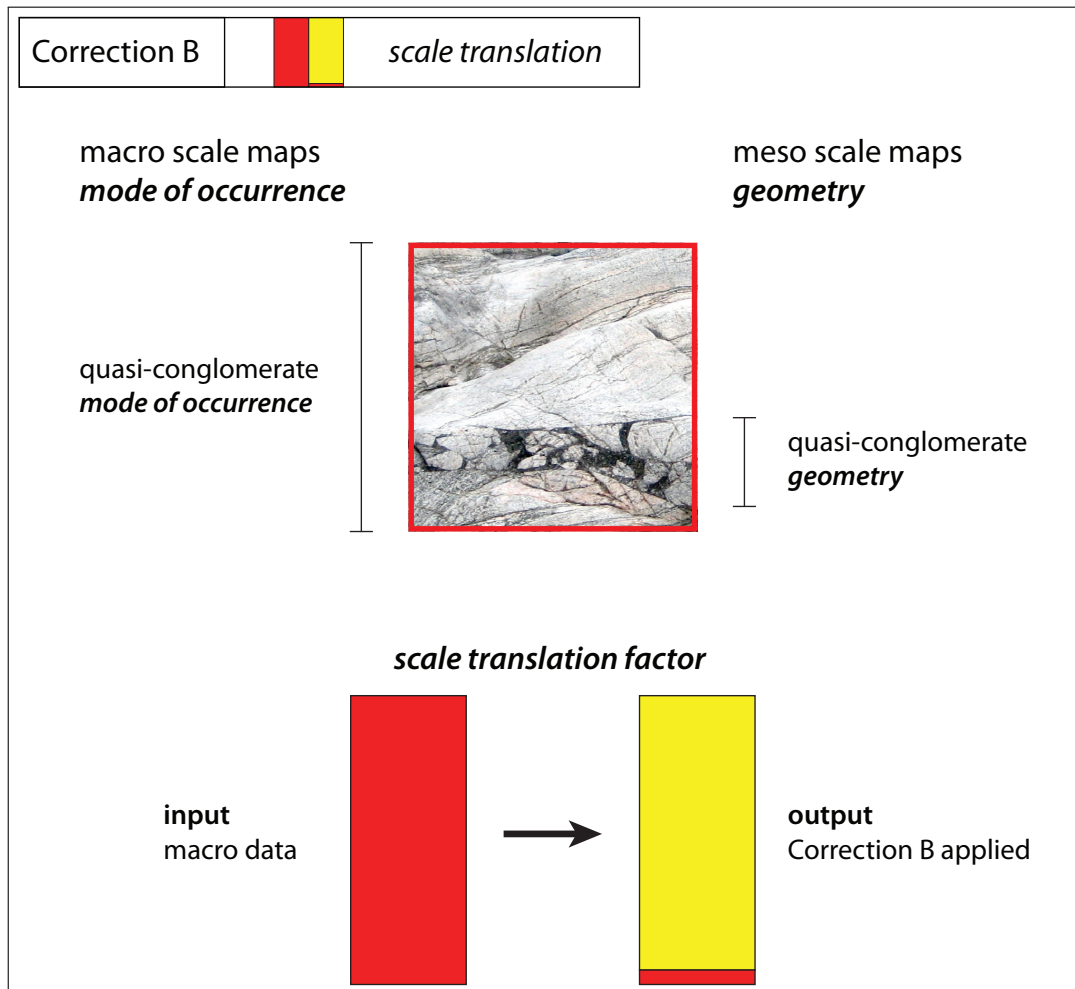 Correction B
scale translation
macro scale maps
mode of occurrence
meso scale maps
geometry
quasi-conglomerate
mode of occurrence
quasi-conglomerate
geometry
scale translation factor
input
macro data
output
Correction B applied